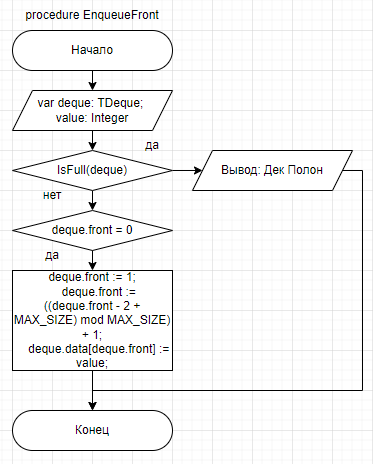 procedure EnqueueFront
Начало
var deque: TDeque;
value: Integer
да
IsFull(deque)
Вывод: Дек Полон
нет
deque.front = 0
да
deque.front := 1;
deque.front :=
((deque.front - 2 +
MAX_SIZE) mod MAX_SIZE)
+ 1;
deque.data[deque.front] :=
value;
Конец